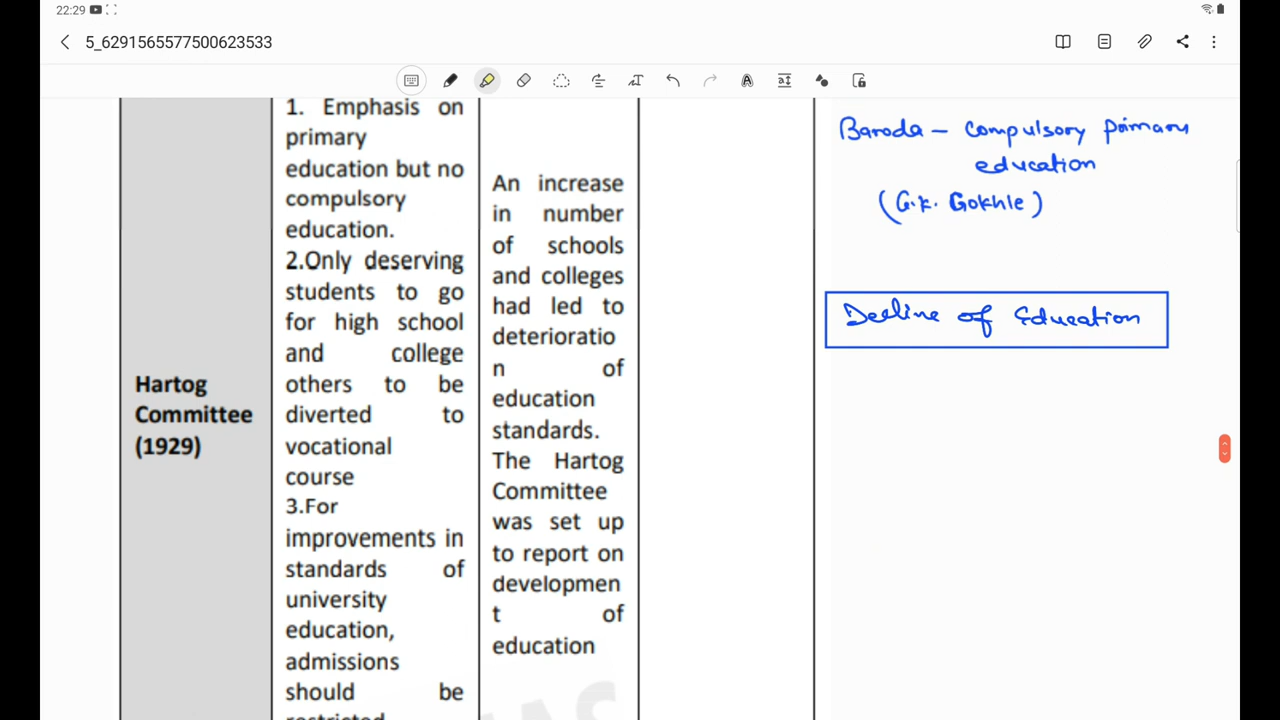 22:29
5_6291565577500623533
Hartog
Committee
(1929)
1. Emphasis on
primary
education but no
compulsory
education.
2.Only deserving
students to go
for high school
and college
others to be
diverted to
vocational
course
3.For
improvements in
standards of
university
education,
admissions
should be
restricted
An increase
in number
of schools
and colleges
had led to
deterioratio
n of
education
standards.
The Hartog
Committee
was set up
to report on
developmen
t of
education
Baroda - Compulsory primary
education
(G.K. Gokhle)
Decline of Education